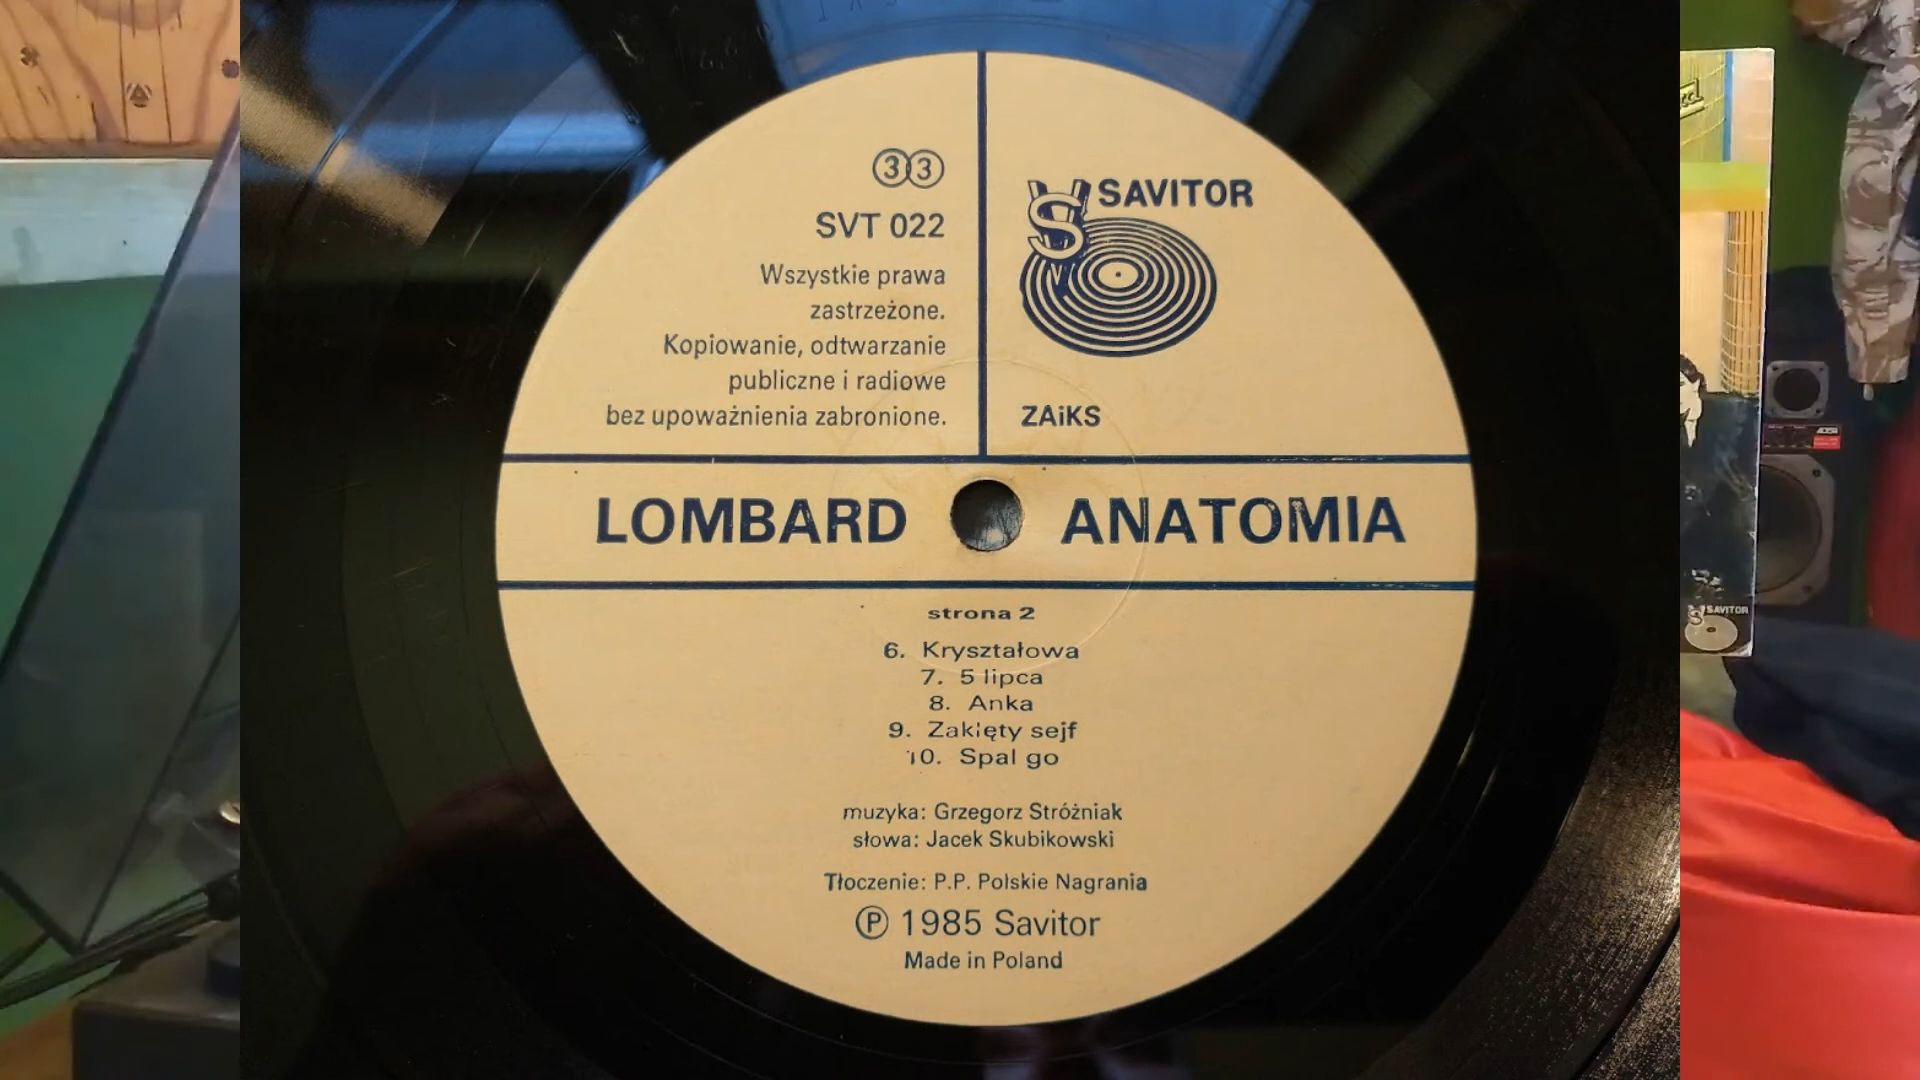 33
SVT 022
Wszystkie prawa
zastrzeżone.
Kopiowanie, odtwarzanie
publiczne i radiowe
bez upoważnienia zabronione.
SAVITOR
ZAiKS
LOMBARD ANATOMIA
strona 2
6. Kryształowa
7. 5 lipca
8. Anka
9. Zaklęty sejf
10. Spal go
muzyka: Grzegorz Stróżniak
słowa: Jacek Skubikowski
Tłoczenie: P.P. Polskie Nagrania
Ⓟ 1985 Savitor
Made in Poland
SAVITOR